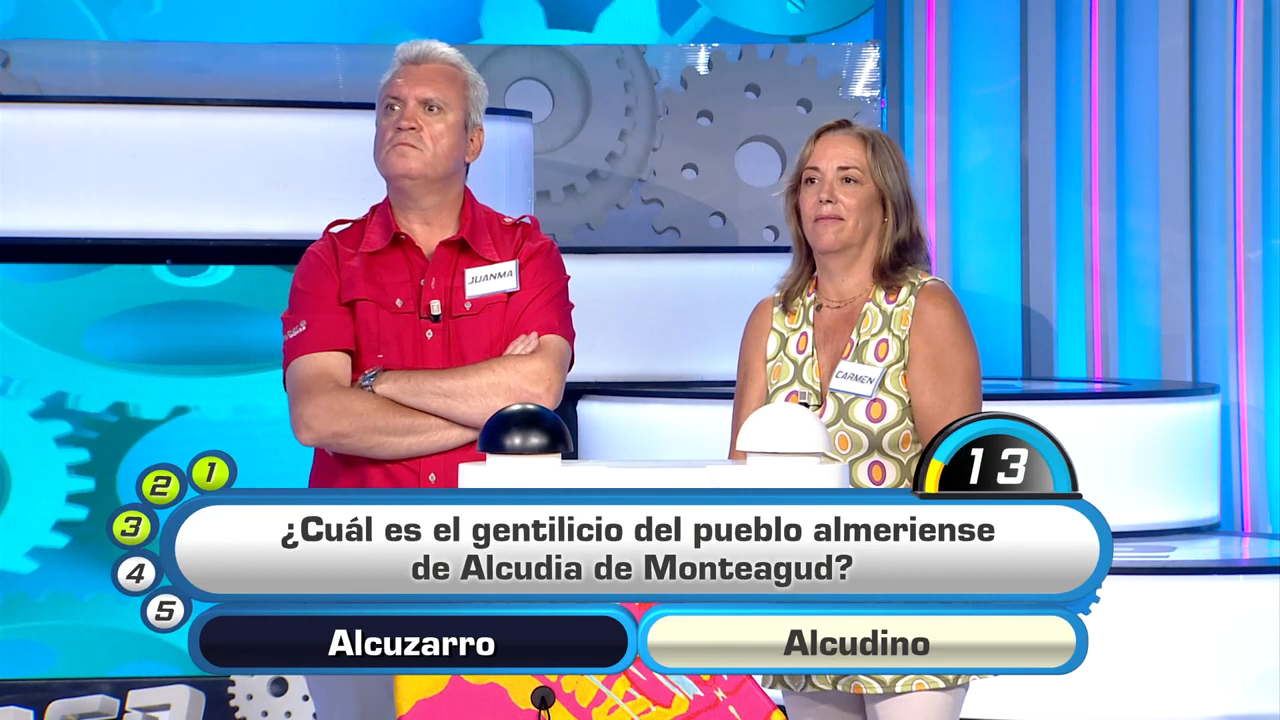 JUANMA
CARMEN
13
1
2
3
4
5
¿Cuál es el gentilicio del pueblo almeriense
de Alcudia de Monteagud?
Alcuzarro
Alcudino